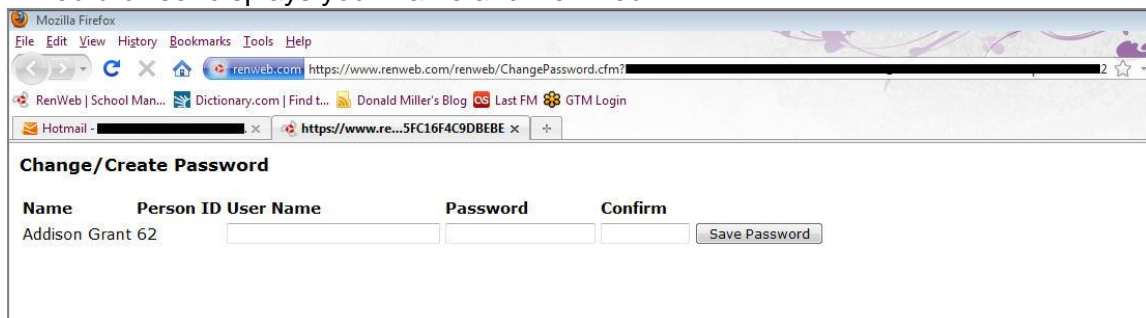 Mozilla Firefox
File Edit View History Bookmarks Tools Help
renweb.com https://www.renweb.com/renweb/ChangePassword.cfm? 2
RenWeb | School Man... Dictionary.com | Find t... Donald Miller's Blog Last FM GTM Login
Hotmail - https://www.re...5FC16F4C9DBEBE
Change/Create Password
Name Person ID User Name Password Confirm
Addison Grant 62 Save Password